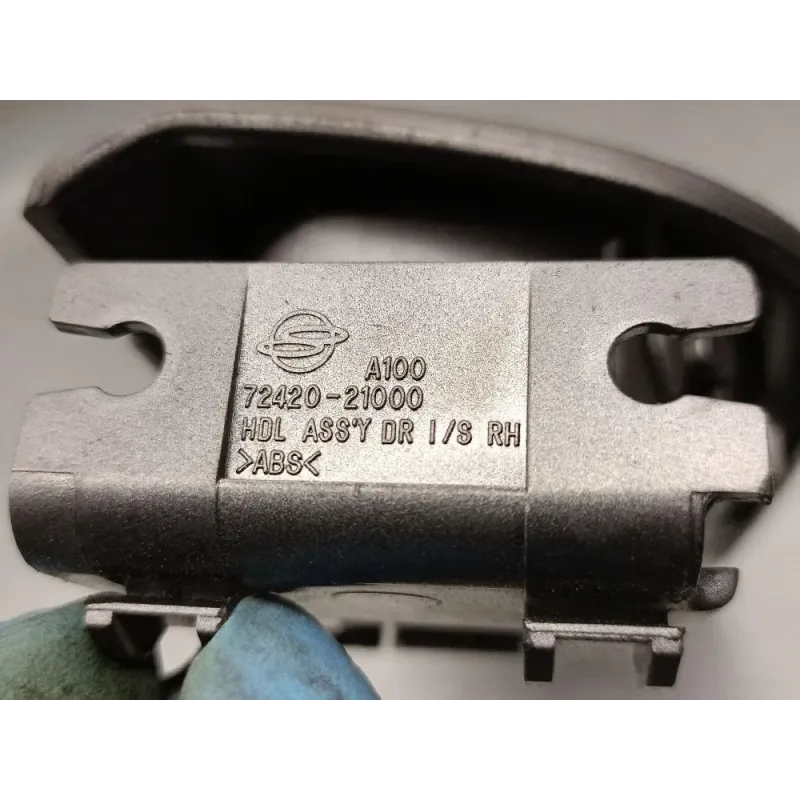 A100
72420-21000
HDL ASS'Y DR I/S RH
>ABS<